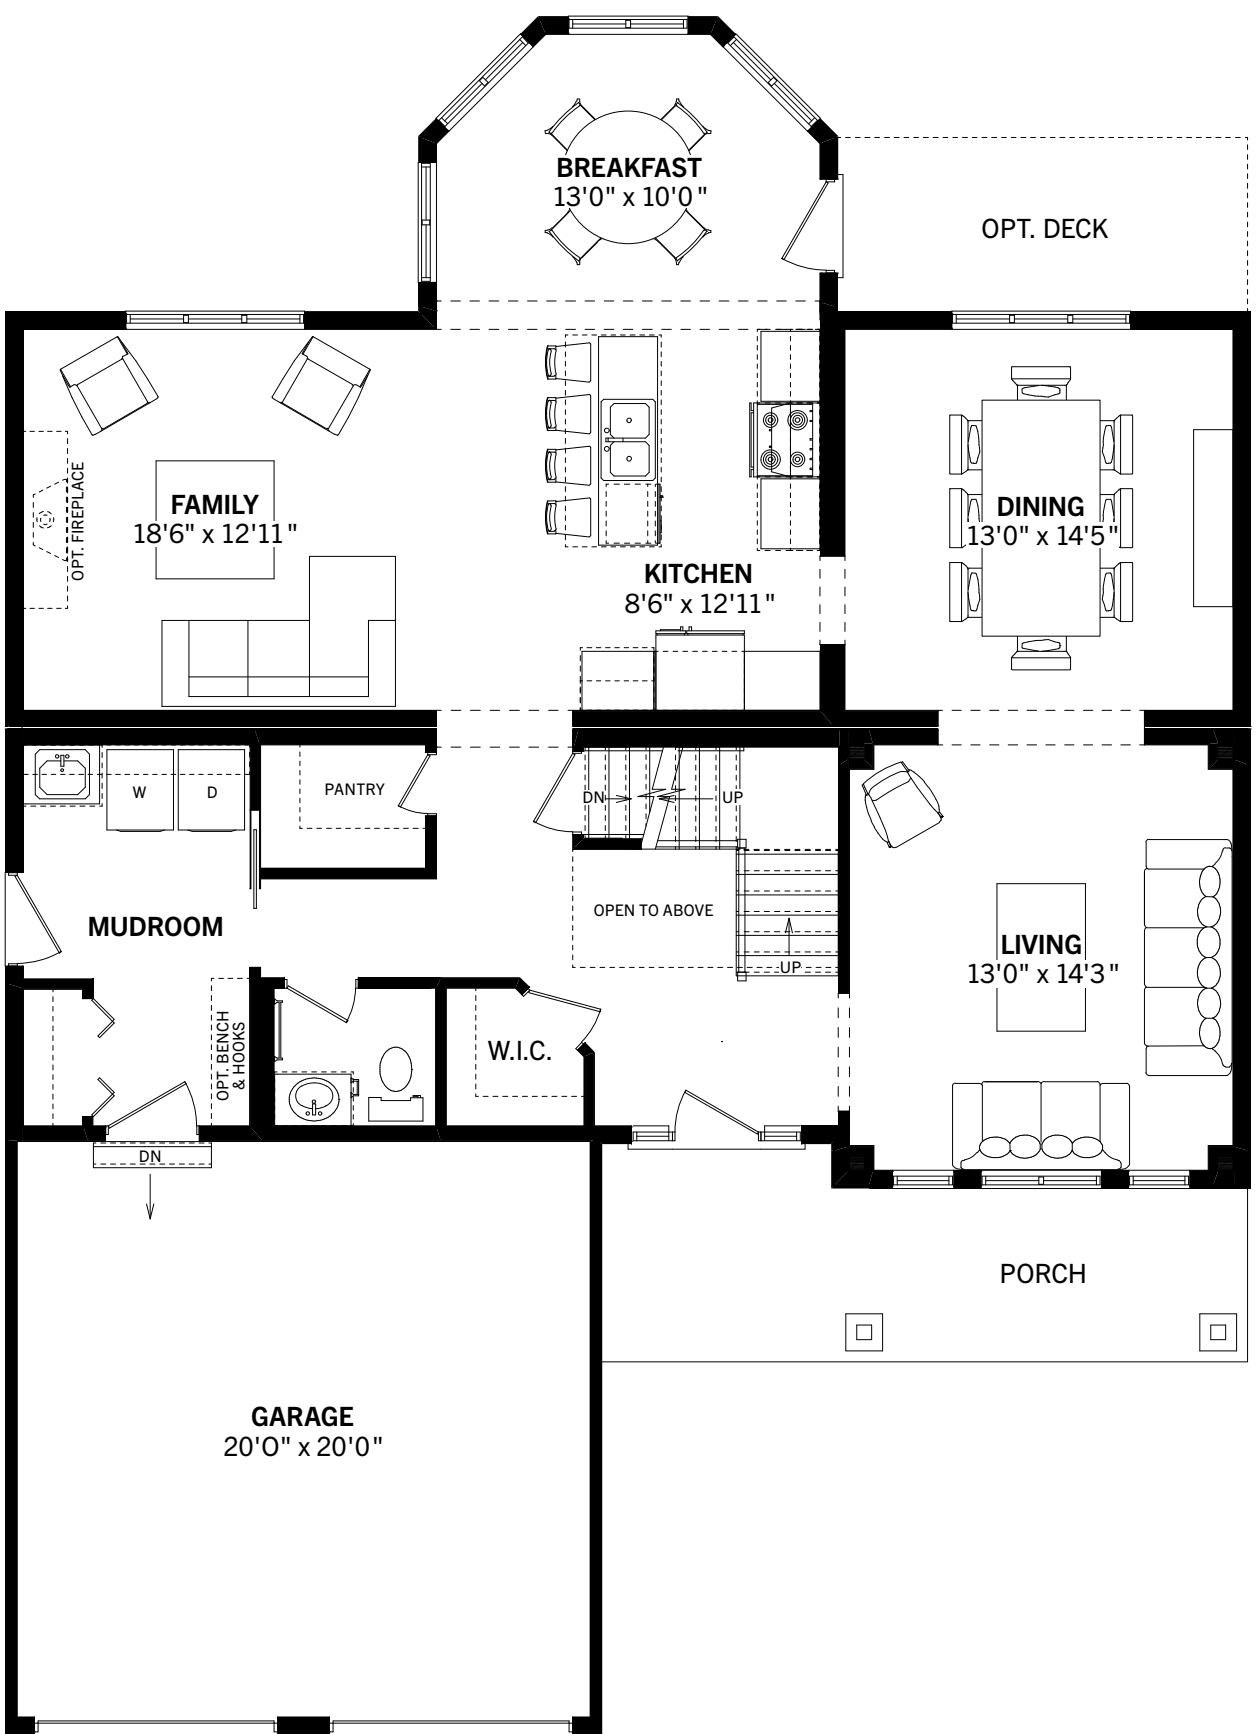 BREAKFAST
13'0" x 10'0"
OPT. DECK
OPT. FIREPLACE
FAMILY
18'6" x 12'11"
KITCHEN
8'6" x 12'11"
DINING
13'0" x 14'5"
W
D
PANTRY
DN
UP
MUDROOM
OPEN TO ABOVE
UP
LIVING
13'0" x 14'3"
OPT. BENCH
& HOOKS
W.I.C.
DN
PORCH
GARAGE
20'O" x 20'0"